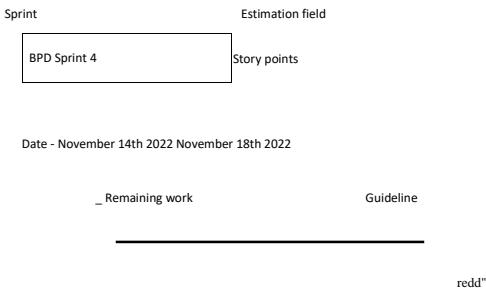 Sprint Estimation field
BPD Sprint 4 Story points
Date - November 14th 2022 November 18th 2022
_ Remaining work Guideline
redd"